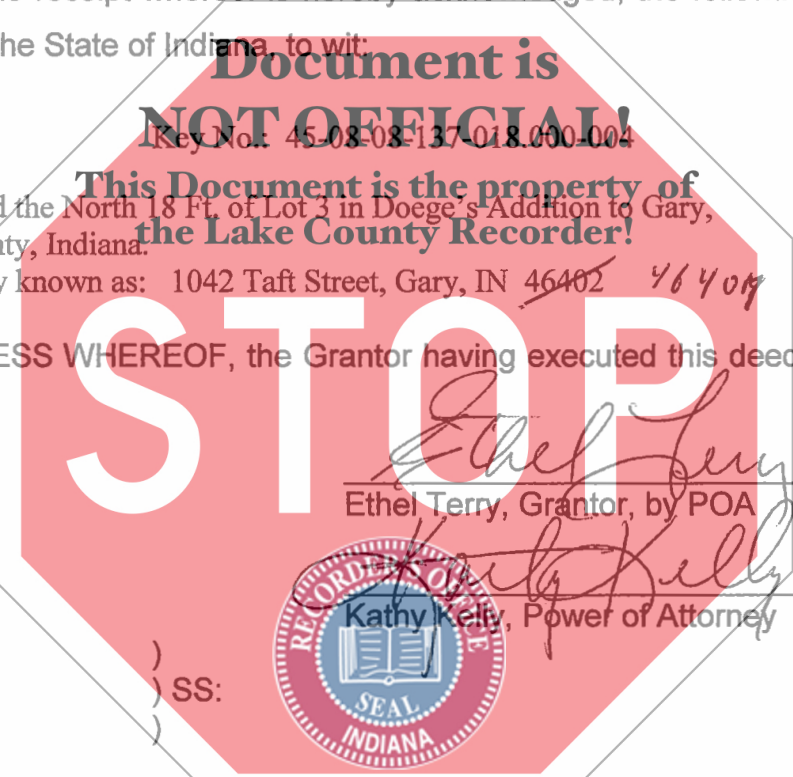 he State of Indiana, to wit:
Document is
NOT OFFICIAL!
Key No.: 45-08-08-137-018.000-004
This Document is the property of
d the North 18 Ft. of Lot 3 in Doege's Addition to Gary,
the Lake County Recorder!
ty, Indiana.
y known as: 1042 Taft Street, Gary, IN 46402 46404
ESS WHEREOF, the Grantor having executed this deed
STOP
Ethel Terry
Ethel Terry, Grantor, by POA
Kathy Kelly
Kathy Kelly, Power of Attorney
)
) SS:
)
RECORDER'S OFFICE
SEAL
INDIANA